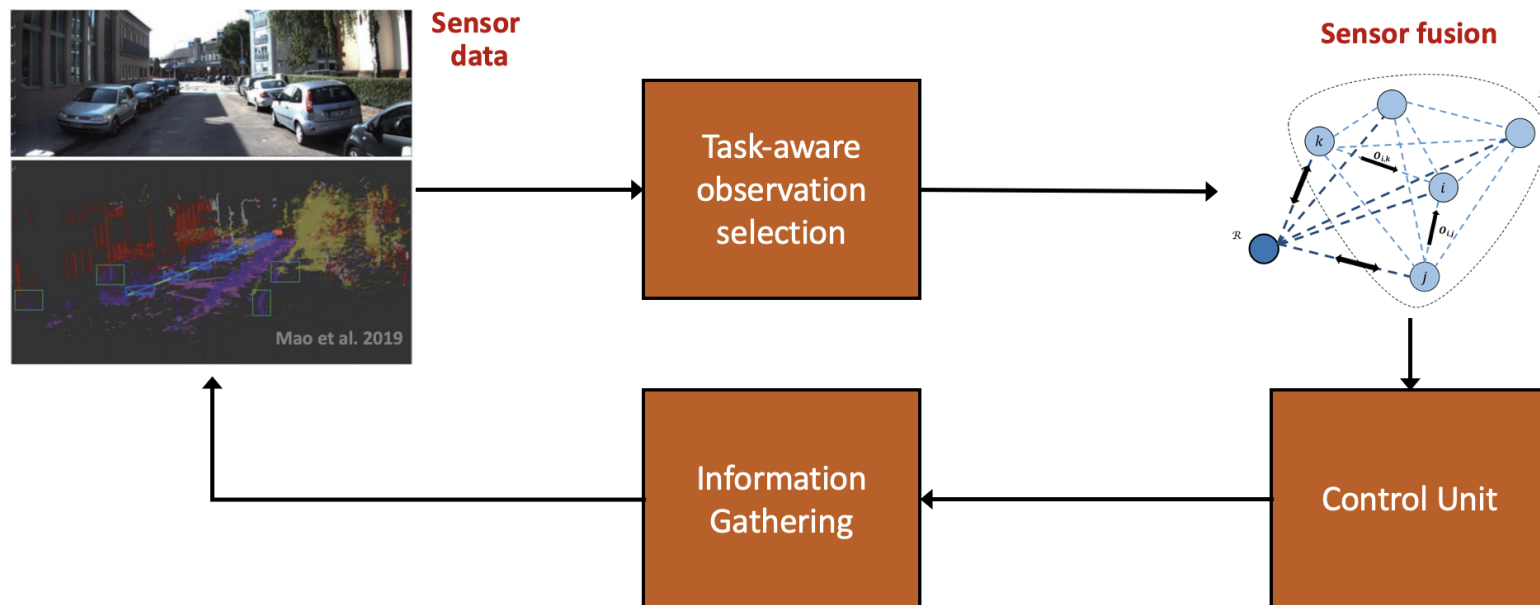 Sensor
data
Sensor fusion
Task-aware
observation
selection
k
o_{i,k}
i
o_{i,j}
ℛ
j
Mao et al. 2019
Information
Gathering
Control Unit